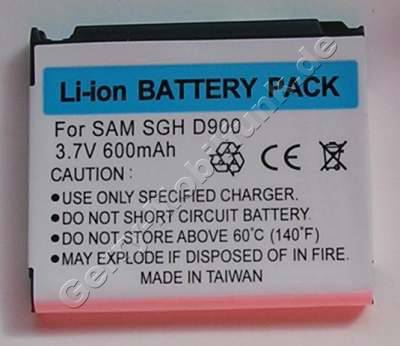 Li-ion BATTERY PACK
For SAM SGH D900
3.7V 600mAh
CAUTION:
● USE ONLY SPECIFIED CHARGER.
● DO NOT SHORT CIRCUIT BATTERY.
● DO NOT STORE ABOVE 60°C (140°F)
● MAY EXPLODE IF DISPOSED OF IN FIRE
MADE IN TAIWAN